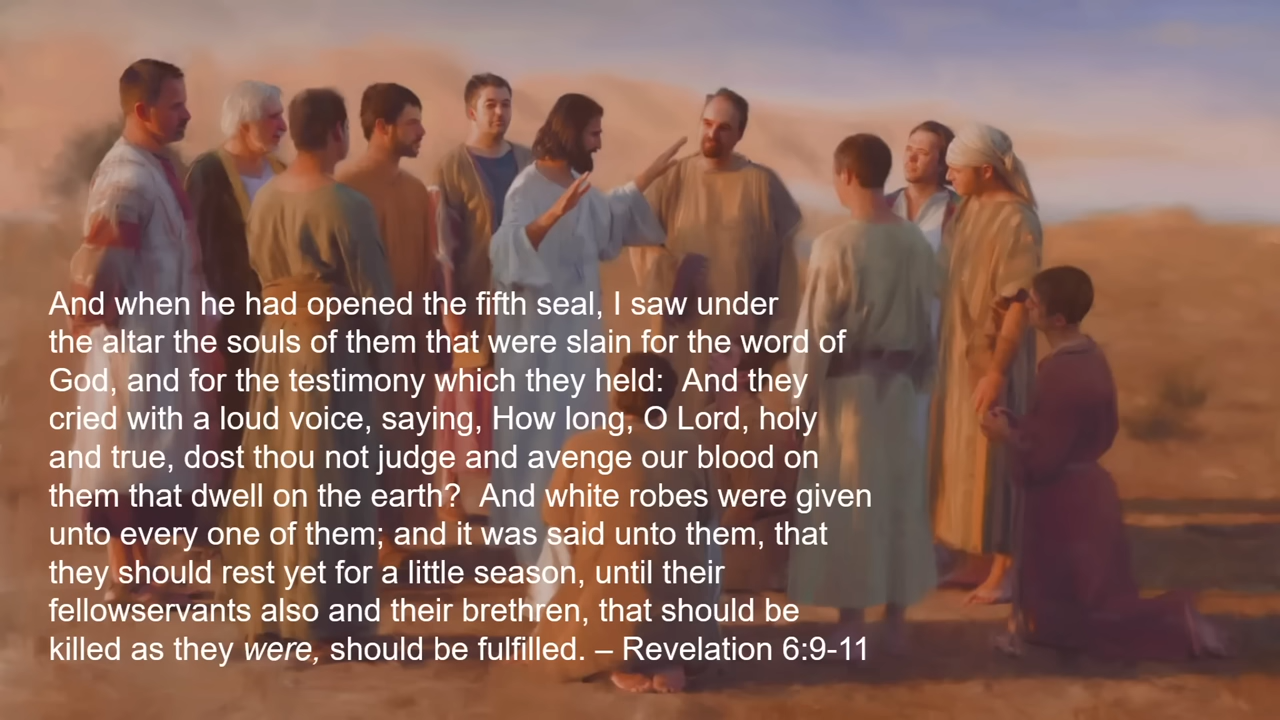 And when he had opened the fifth seal, I saw under
the altar the souls of them that were slain for the word of
God, and for the testimony which they held:  And they
cried with a loud voice, saying, How long, O Lord, holy
and true, dost thou not judge and avenge our blood on
them that dwell on the earth?  And white robes were given
unto every one of them; and it was said unto them, that
they should rest yet for a little season, until their
fellowservants also and their brethren, that should be
killed as they were, should be fulfilled. – Revelation 6:9-11